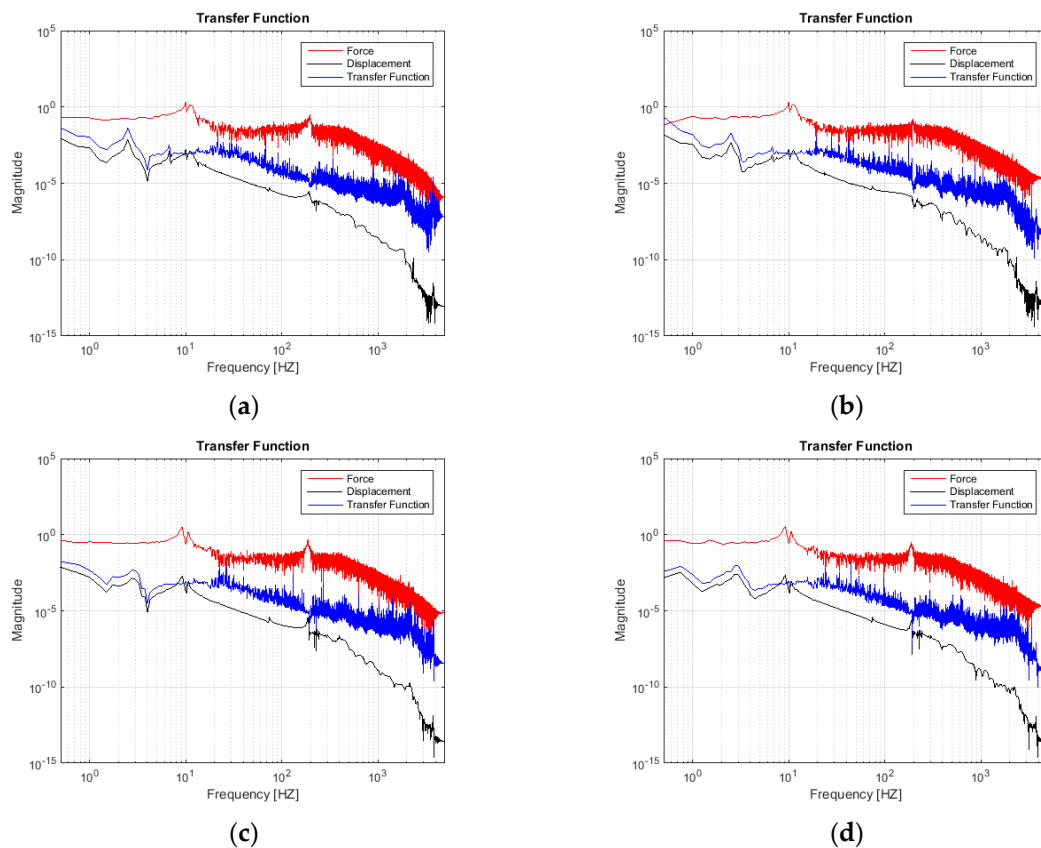 Transfer Function
10^5
10^0
10^-5
10^-10
10^-15
Magnitude
Force
Displacement
Transfer Function
10^0
10^1
10^2
10^3
Frequency [HZ]
(a)
Transfer Function
10^5
10^0
10^-5
10^-10
10^-15
Magnitude
Force
Displacement
Transfer Function
10^0
10^1
10^2
10^3
Frequency [HZ]
(b)
Transfer Function
10^5
10^0
10^-5
10^-10
10^-15
Magnitude
Force
Displacement
Transfer Function
10^0
10^1
10^2
10^3
Frequency [HZ]
(c)
Transfer Function
10^5
10^0
10^-5
10^-10
10^-15
Magnitude
Force
Displacement
Transfer Function
10^0
10^1
10^2
10^3
Frequency [HZ]
(d)